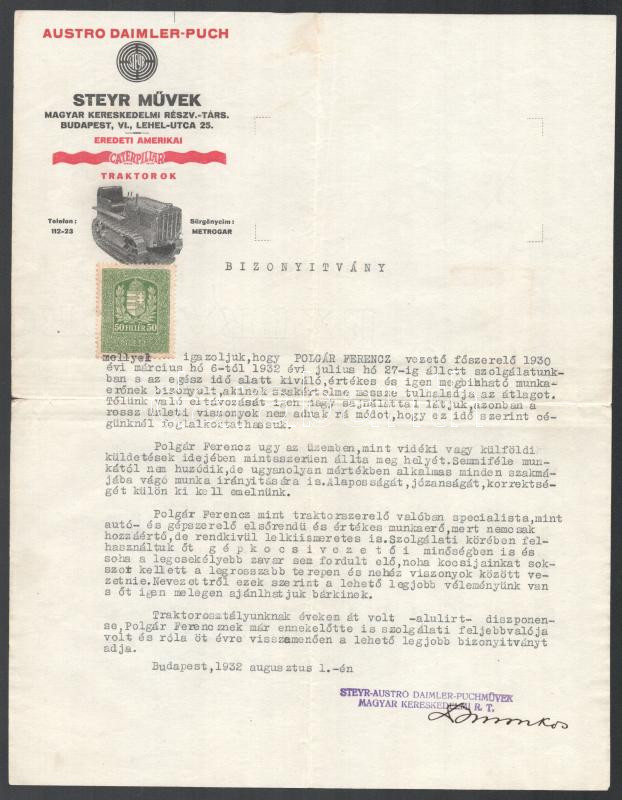 AUSTRO DAIMLER-PUCH
STEYR
STEYR MŰVEK
MAGYAR KERESKEDELMI RÉSZV.-TÁRS.
BUDAPEST, VI., LEHEL-UTCA 25.
EREDETI AMERIKAI
CATERPILLAR
TRAKTOROK
Telefon:
112-23
Sürgönycim:
METROGAR
BIZONYITVÁNY
50 FILLÉR 50
mellyel igazoljuk,hogy POLGÁR FERENCZ vezető főszerelő 1930
évi március hó 6-tól 1932 évi julius hó 27-ig állott szolgálatunk-
ban s az egész idő alatt kiváló,értékes és igen megbizható munka-
erőnek bizonyult,akinek szakértelme messze tulhaladja az átlagot.
Tőlünk való eltávozását igen nagy sajnálattal látjuk,azonban a
rossz üzleti viszonyok nem adnak rá módot,hogy ez idő szerint cé-
günknél foglalkoztathassuk.
Polgár Ferencz ugy az üzemben,mint vidéki vagy külföldi
küldetések idejében mintaszerüen állta meg helyét.Semmiféle mun-
kától nem huzódik,de ugyanolyan mértékben alkalmas minden szakmá-
jába vágó munka irányitására is.Alaposságát,józanságát,korrektsé-
gét külön ki kell emelnünk.
Polgár Ferencz mint traktorszerelő valóban specialista,mint
autó- és gépszerelő elsőrendü és értékes munkaerő,mert nemcsak
hozzáértő,de rendkivül lelkiismeretes is.Szolgálati körében fel-
használtuk őt gépkocsivezetői minőségben is és
soha a legcsekélyebb zavar sem fordult elő,noha kocsijainkat sok-
szor kellett a legrosszabb terepen és nehéz viszonyok között ve-
zetnie.Nevezettről ezek szerint a lehető legjobb véleményünk van
s őt igen melegen ajánlhatjuk bárkinek.
Traktorosztályunknak éveken át volt -alulirt- diszponen-
se,Polgár Ferencznek már ennekelőtte is szolgálati feljebbvalója
volt és róla öt évre visszamenően a lehető legjobb bizonyitványt
adja.
Budapest,1932 augusztus 1.-én
STEYR-AUSTRO DAIMLER-PUCHMŰVEK
MAGYAR KERESKEDELMI R. T.